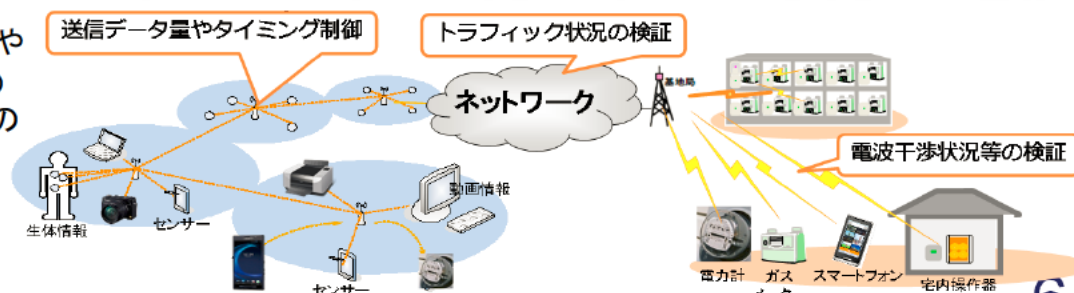 や
の
送信データ量やタイミング制御
トラフィック状況の検証
基地局
ネットワーク
電波干渉状況等の検証
動画情報
生体情報
センサー
センサー
電力計
ガス
スマートフォン
宅内操作器